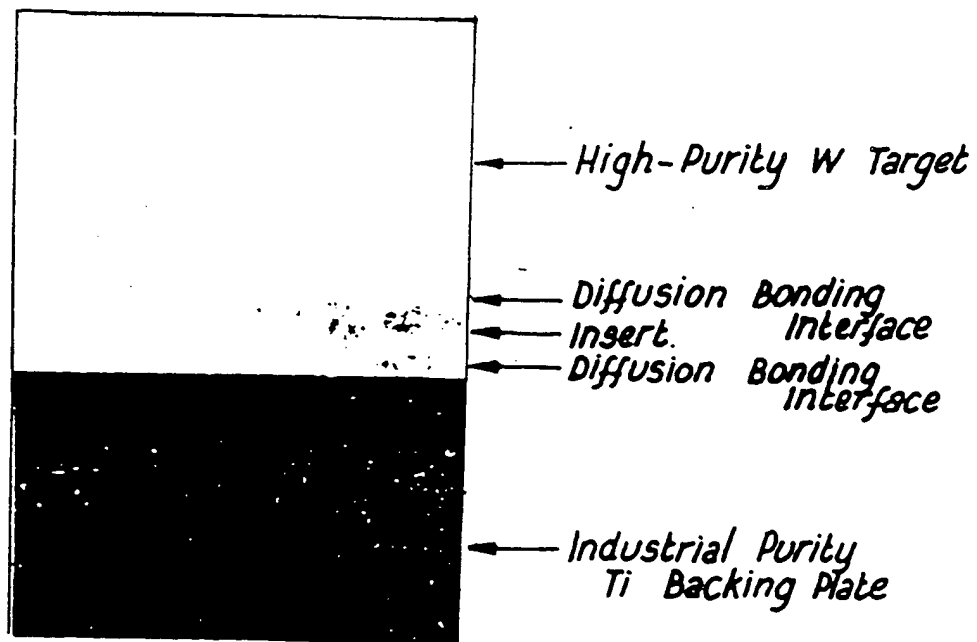 High-Purity W Target
Diffusion Bonding
Interface
Insert.
Diffusion Bonding
Interface
Industrial Purity
Ti Backing Plate